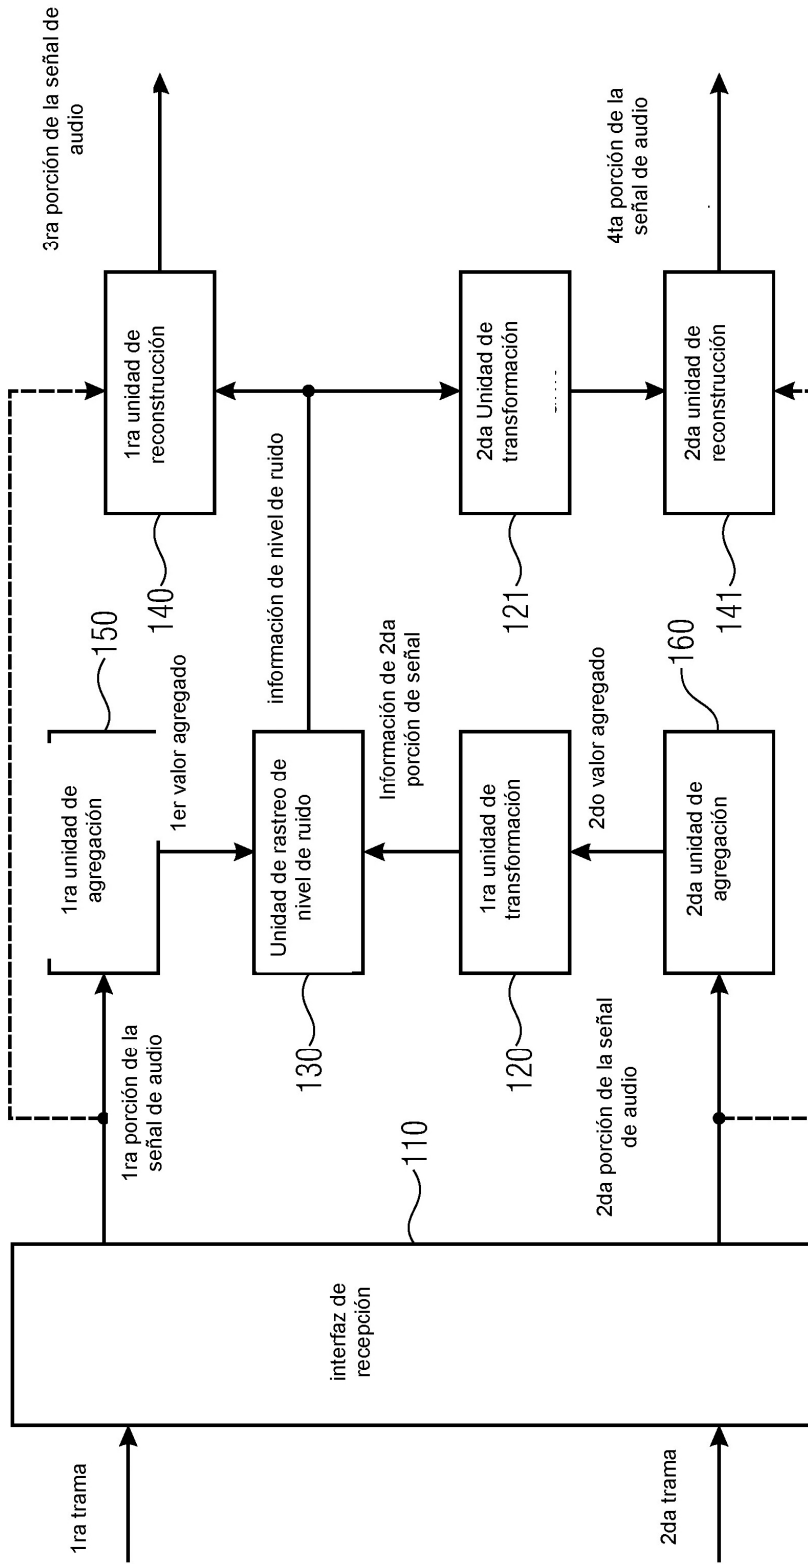 1ra trama
2da trama
interfaz de
recepción
110
1ra porción de la
señal de audio
2da porción de la señal
de audio
1ra unidad de
agregación
150
1er valor agregado
Unidad de rastreo de
nivel de ruido
130
Información de 2da
porción de señal
1ra unidad de
transformación
120
2do valor agregado
2da unidad de
agregación
160
información de nivel de ruido
1ra unidad de
reconstrucción
140
2da Unidad de
transformación
121
2da unidad de
reconstrucción
141
3ra porción de la señal de
audio
4ta porción de la
señal de audio